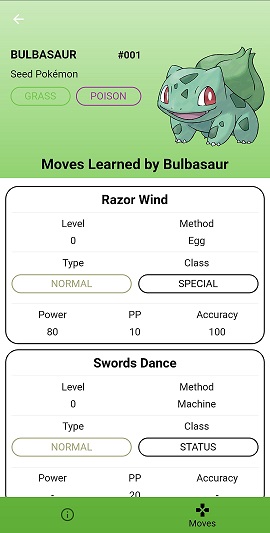 BULBASAUR #001
Seed Pokémon
GRASS POISON
Moves Learned by Bulbasaur
Razor Wind
Level Method
0 Egg
Type Class
NORMAL SPECIAL
Power PP Accuracy
80 10 100
Swords Dance
Level Method
0 Machine
Type Class
NORMAL STATUS
Power PP Accuracy
- 20 -
Moves